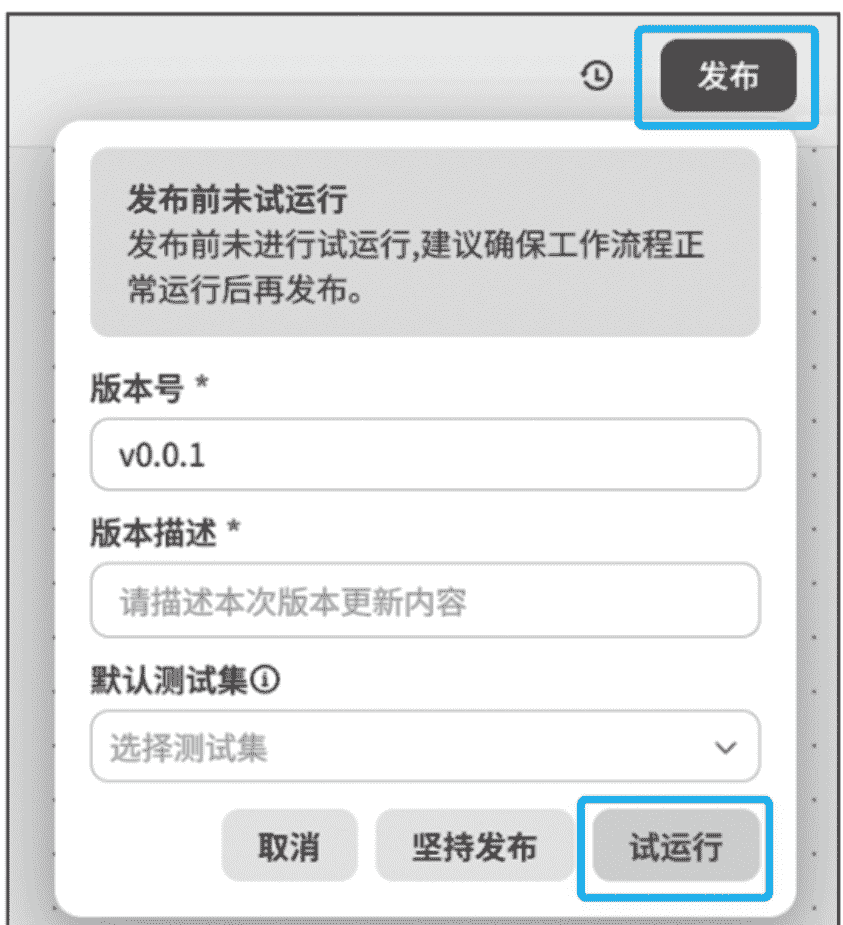 发布
发布前未试运行
发布前未进行试运行,建议确保工作流程正
常运行后再发布。
版本号 *
v0.0.1
版本描述 *
请描述本次版本更新内容
默认测试集
选择测试集
取消 坚持发布 试运行